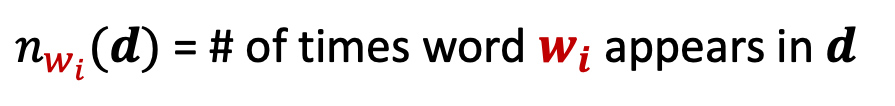 n_{w_i}(d) = # of times word w_i appears in d